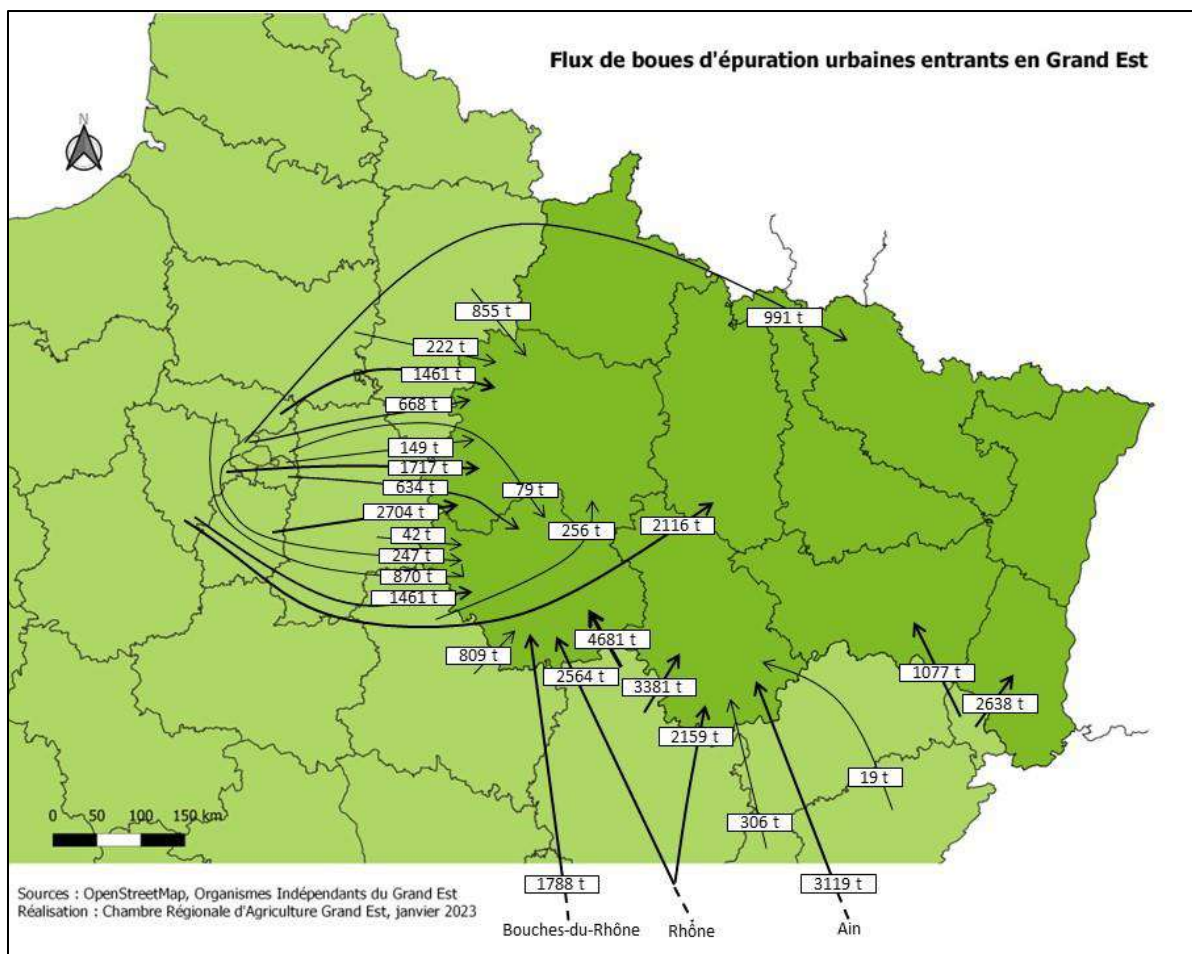 Flux de boues d'épuration urbaines entrants en Grand Est
N
855 t
991 t
222 t
1461 t
668 t
149 t
1717 t
634 t
79 t
2704 t
256 t
2116 t
42 t
247 t
870 t
1461 t
4681 t
809 t
2564 t
3381 t
1077 t
2638 t
2159 t
19 t
306 t
0 50 100 150 km
1788 t
3119 t
Sources : OpenStreetMap, Organismes Indépendants du Grand Est
Réalisation : Chambre Régionale d'Agriculture Grand Est, janvier 2023
Bouches-du-Rhône
Rhône
Ain